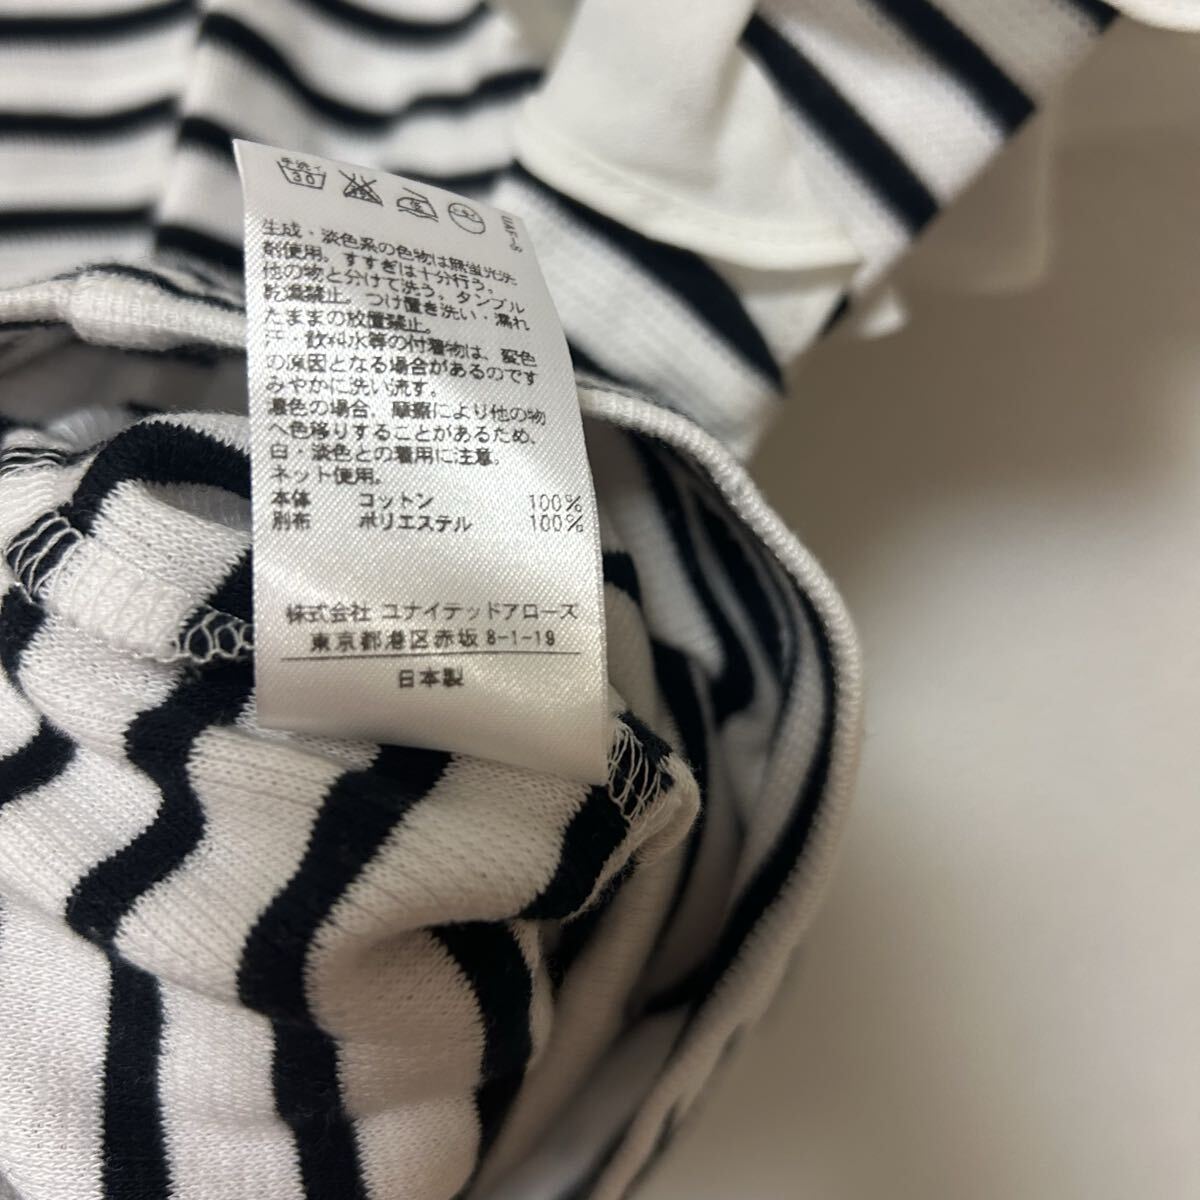 手洗イ
30
UAF-S
生成・淡色系の色物は無蛍光洗
剤使用。すすぎは十分行う。
他の物と分けて洗う。タンブル
乾燥禁止。つけ置き洗い・濡れ
たままの放置禁止。
汗・飲料水等の付着物は、変色
の原因となる場合があるのです
みやかに洗い流す。
濃色の場合、摩擦により他の物
へ色移りすることがあるため、
白・淡色との着用に注意。
ネット使用。
本体 コットン 100%
別布 ポリエステル 100%
株式会社 ユナイテッドアローズ
東京都港区赤坂8-1-19
日本製